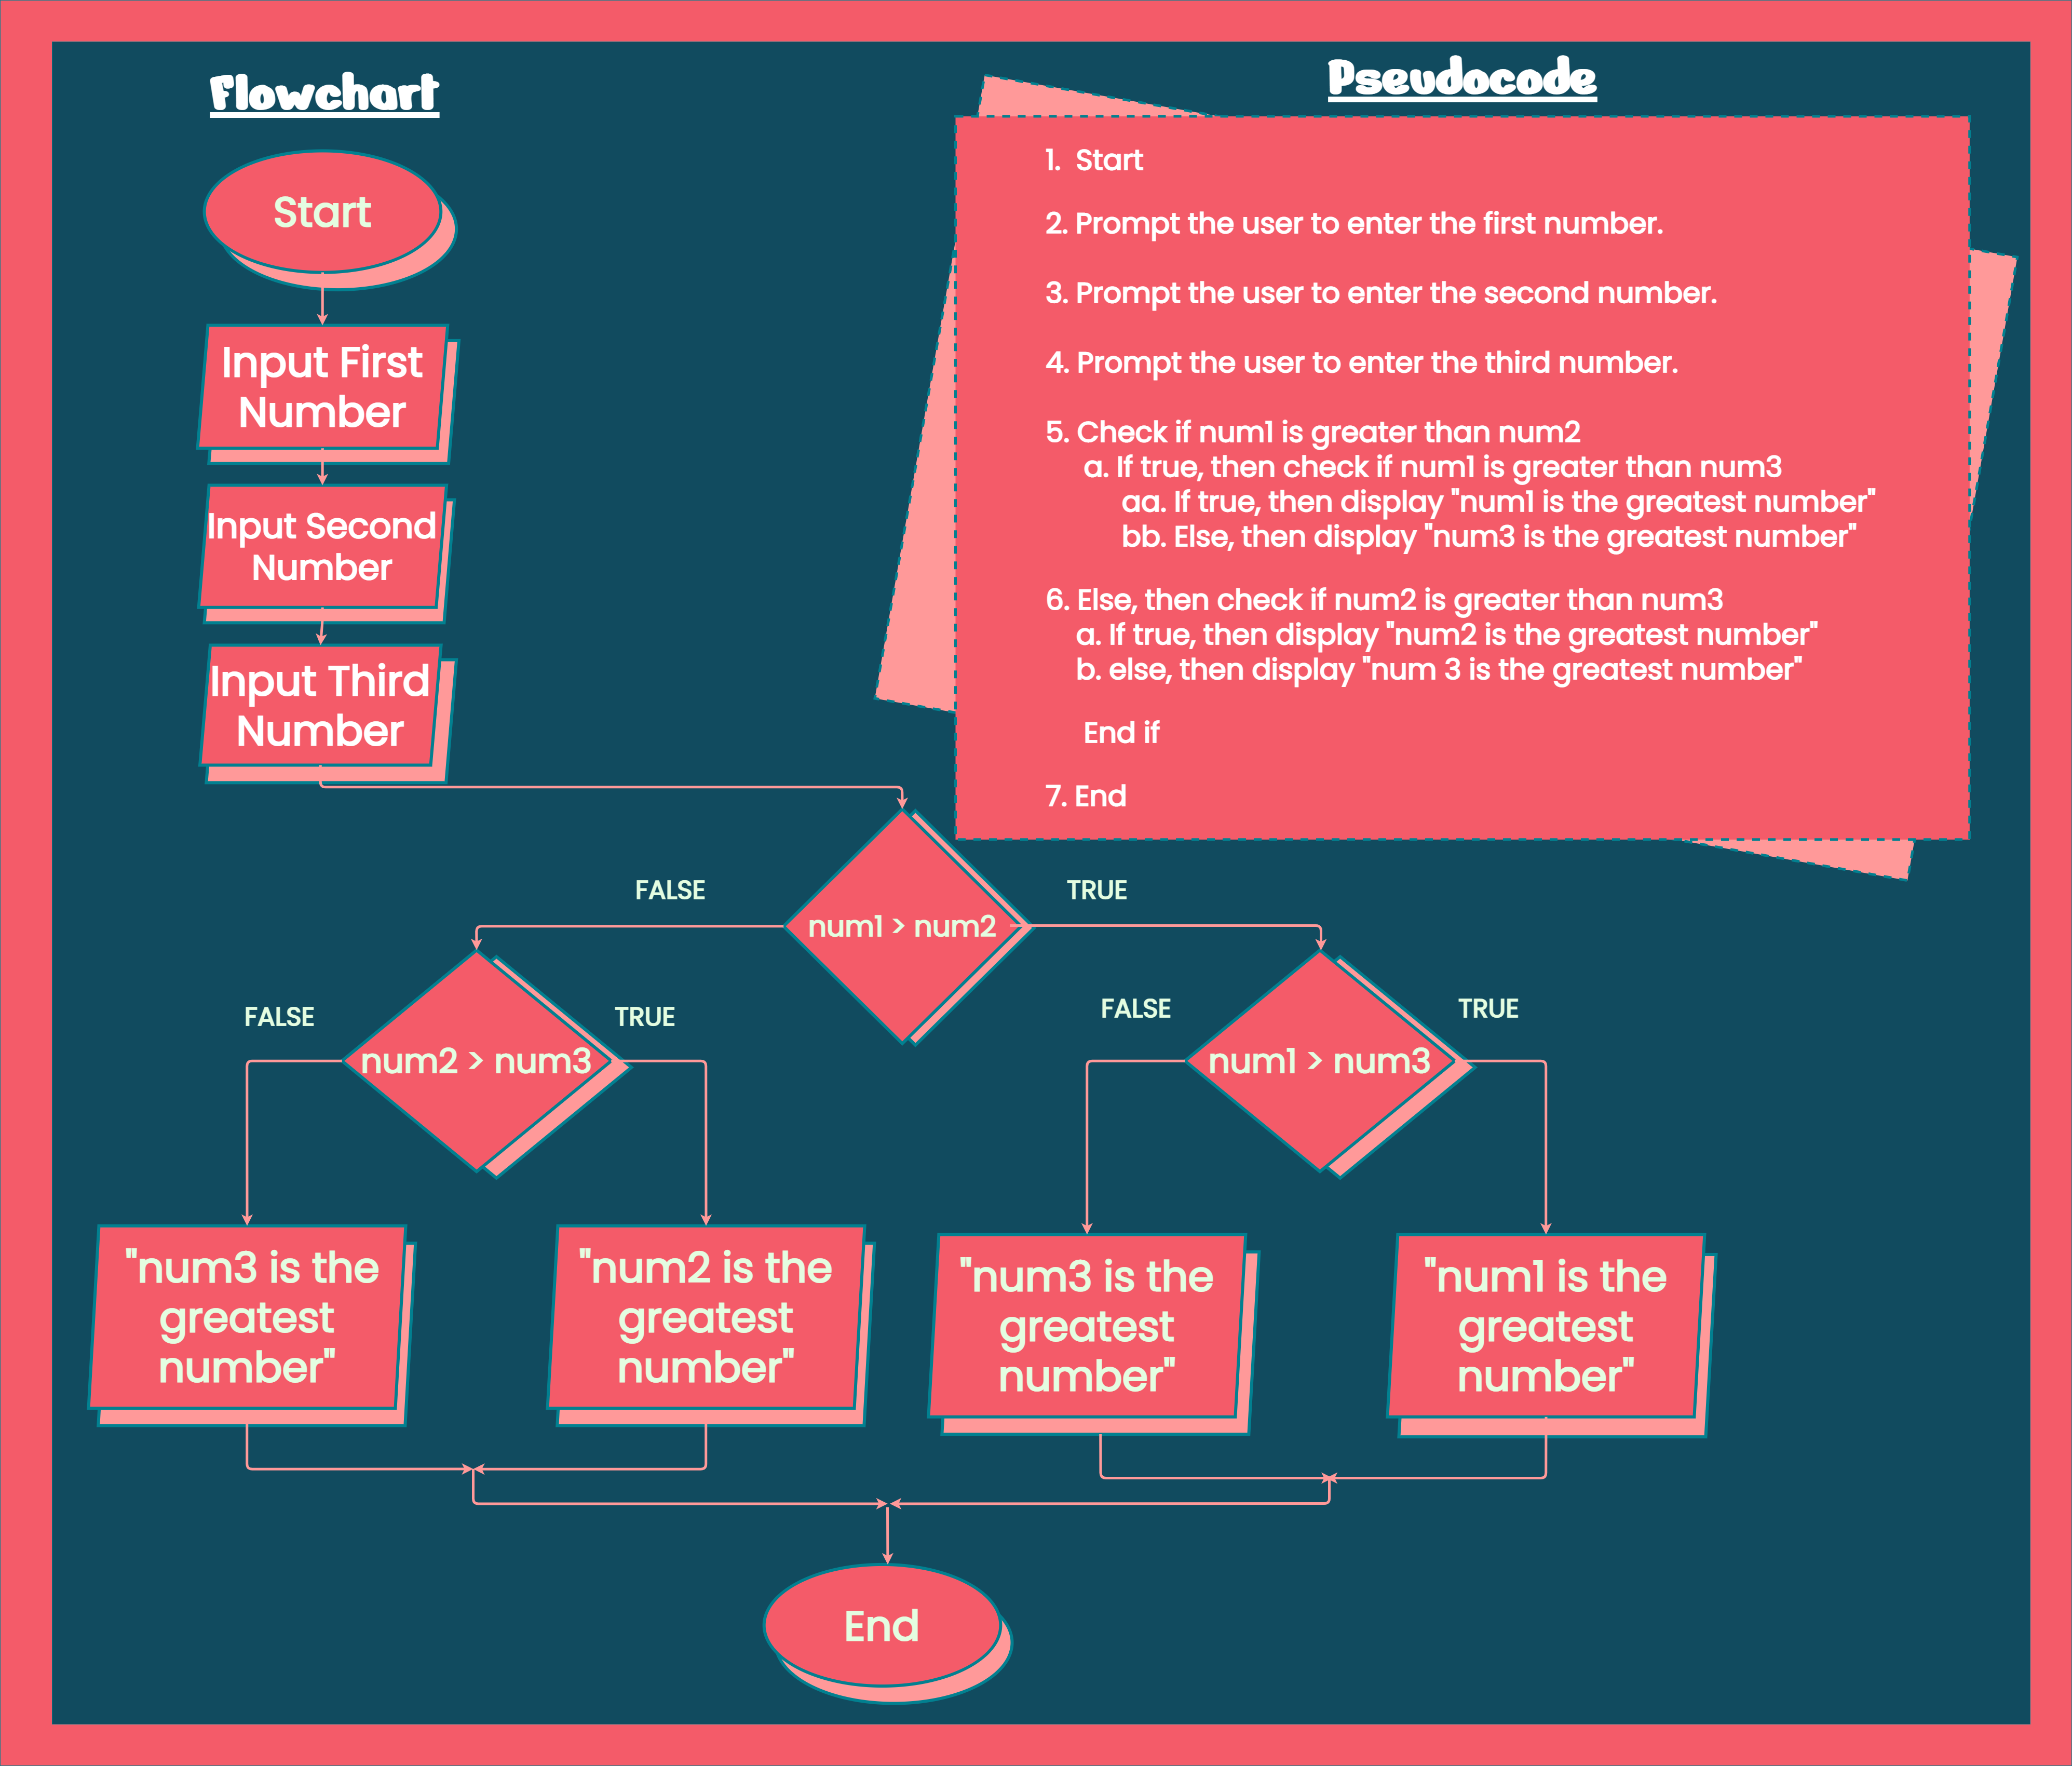 Flowchart
Start
Input First
Number
Input Second
Number
Input Third
Number
Pseudocode
1. Start
2. Prompt the user to enter the first number.
3. Prompt the user to enter the second number.
4. Prompt the user to enter the third number.
5. Check if num1 is greater than num2
a. If true, then check if num1 is greater than num3
aa. If true, then display "num1 is the greatest number"
bb. Else, then display "num3 is the greatest number"
6. Else, then check if num2 is greater than num3
a. If true, then display "num2 is the greatest number"
b. else, then display "num 3 is the greatest number"
End if
7. End
FALSE
num1 > num2
TRUE
FALSE
num2 > num3
TRUE
FALSE
num1 > num3
TRUE
"num3 is the
greatest
number"
"num2 is the
greatest
number"
"num3 is the
greatest
number"
"num1 is the
greatest
number"
End